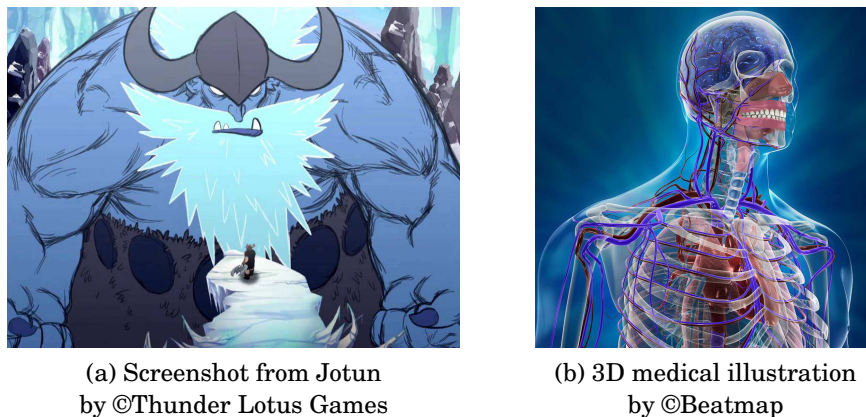 (a) Screenshot from Jotun
by ©Thunder Lotus Games
(b) 3D medical illustration
by ©Beatmap